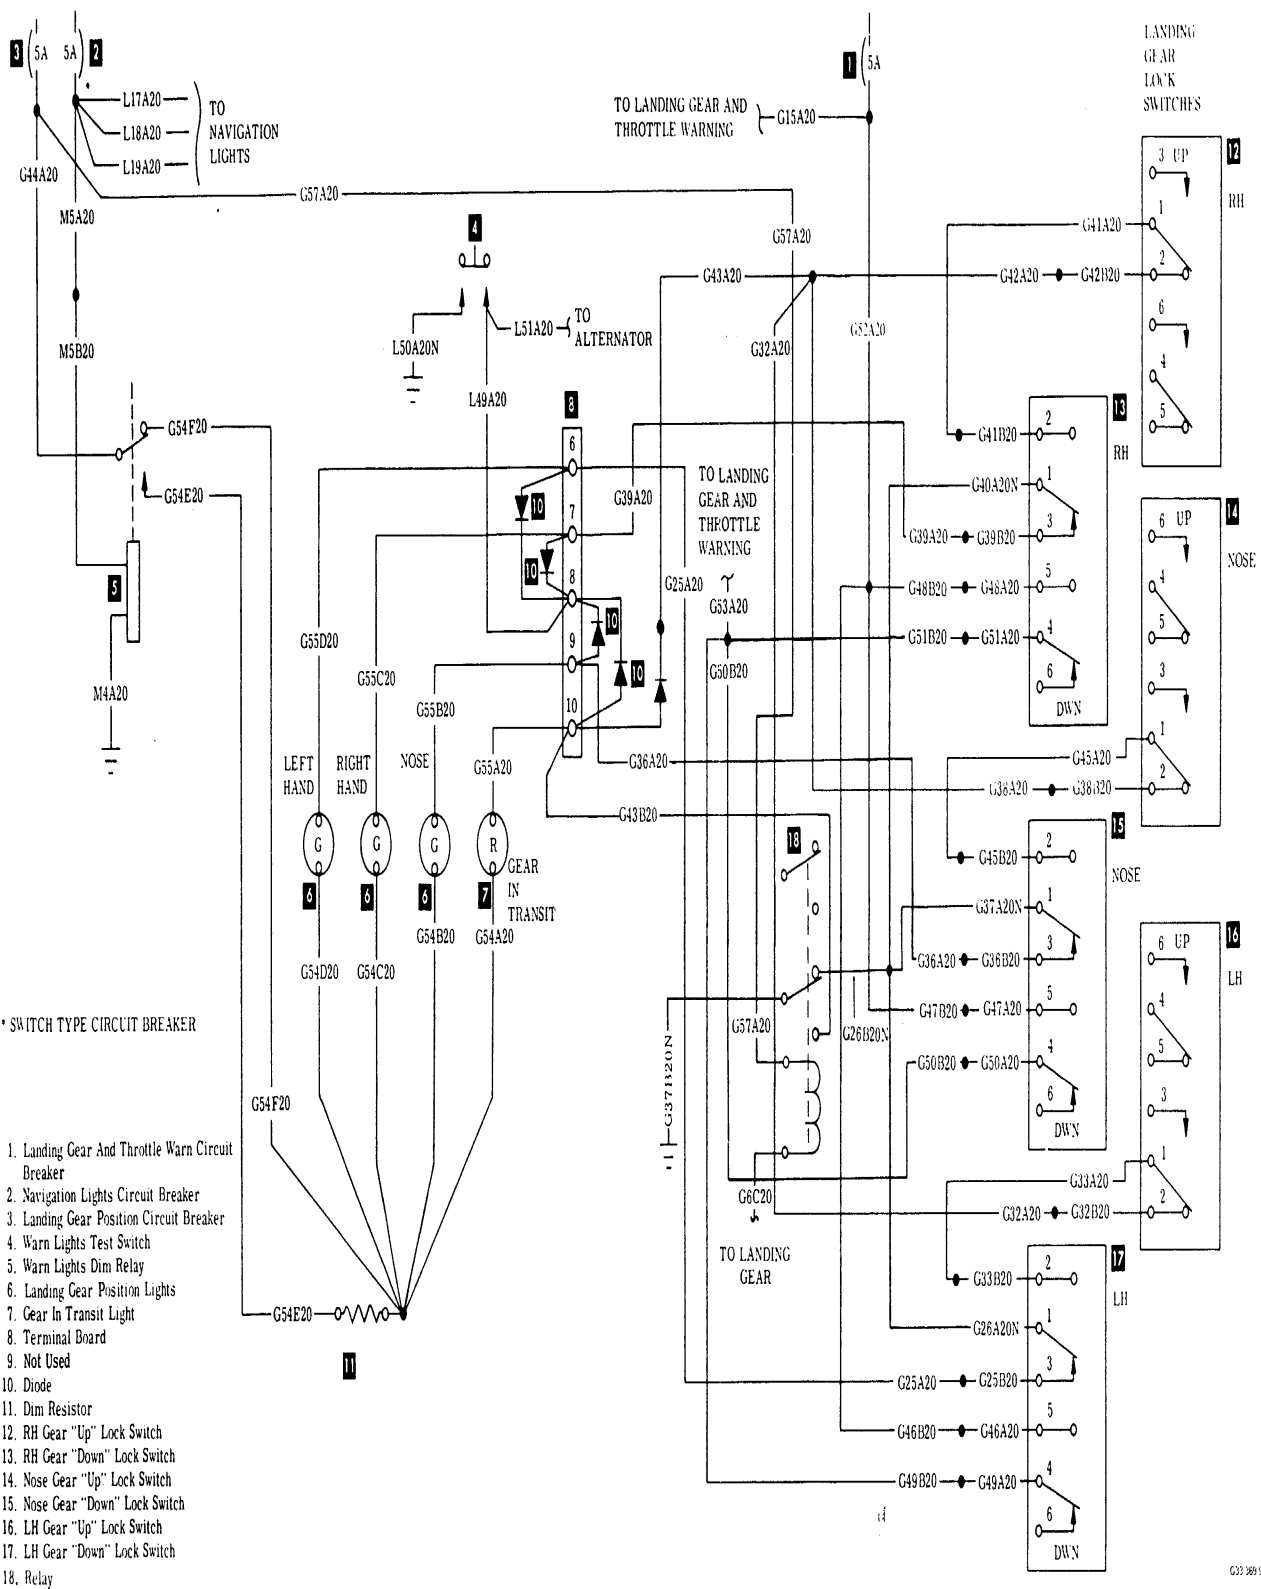 3
5A
5A
2
1
5A
LANDING
GEAR
LOCK
SWITCHES
L17A20
L18A20
L19A20
TO
NAVIGATION
LIGHTS
TO LANDING GEAR AND
THROTTLE WARNING
G15A20
G44A20
M5A20
G57A20
G57A20
4
12
3 UP
RH
1
2
6
4
5
G41A20
G43A20
G42A20
G42B20
G52A20
G32A20
M5B20
L50A20N
L51A20
TO
ALTERNATOR
L49A20
8
6
7
8
9
10
G54F20
G54E20
G39A20
TO LANDING
GEAR AND
THROTTLE
WARNING
10
10
10
10
G25A20
G53A20
G50B20
13
RH
2
1
3
5
4
6
DWN
G41B20
G40A20N
G39A20
G39B20
G48B20
G48A20
G51B20
G51A20
14
6 UP
NOSE
4
5
3
1
2
5
M4A20
G55D20
G55C20
G55B20
G55A20
G36A20
G43B20
LEFT
HAND
RIGHT
HAND
NOSE
G
G
G
R
GEAR
IN
TRANSIT
6
6
6
7
G54D20
G54C20
G54B20
G54A20
18
G45A20
G38A20
G38B20
15
NOSE
2
1
3
5
4
6
DWN
G45B20
G37A20N
G36A20
G36B20
G47B20
G47A20
G50B20
G50A20
16
6 UP
LH
4
5
3
1
2
G57A20
G26B20N
G37B20N
G6C20
TO LANDING
GEAR
G33A20
G32A20
G32B20
17
LH
2
1
3
5
4
6
DWN
G33B20
G26A20N
G25A20
G25B20
G46B20
G46A20
G49B20
G49A20
* SWITCH TYPE CIRCUIT BREAKER
G54F20
G54E20
11
1. Landing Gear And Throttle Warn Circuit
Breaker
2. Navigation Lights Circuit Breaker
3. Landing Gear Position Circuit Breaker
4. Warn Lights Test Switch
5. Warn Lights Dim Relay
6. Landing Gear Position Lights
7. Gear In Transit Light
8. Terminal Board
9. Not Used
10. Diode
11. Dim Resistor
12. RH Gear "Up" Lock Switch
13. RH Gear "Down" Lock Switch
14. Nose Gear "Up" Lock Switch
15. Nose Gear "Down" Lock Switch
16. LH Gear "Up" Lock Switch
17. LH Gear "Down" Lock Switch
18. Relay